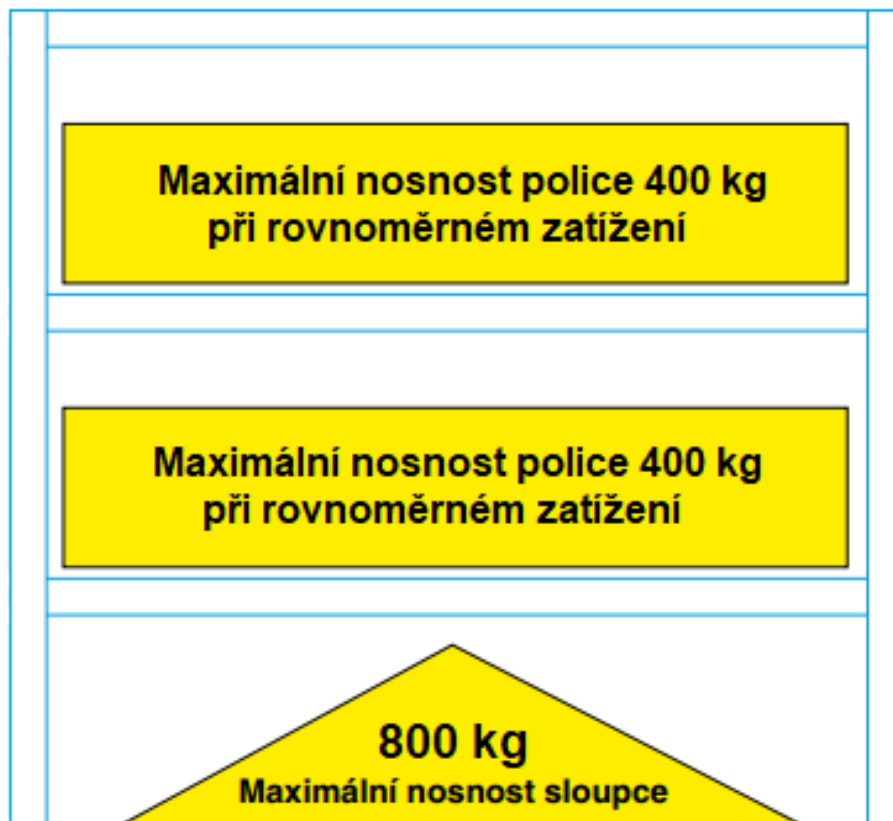 Maximální nosnost police 400 kg
při rovnoměrném zatížení
Maximální nosnost police 400 kg
při rovnoměrném zatížení
800 kg
Maximální nosnost sloupce